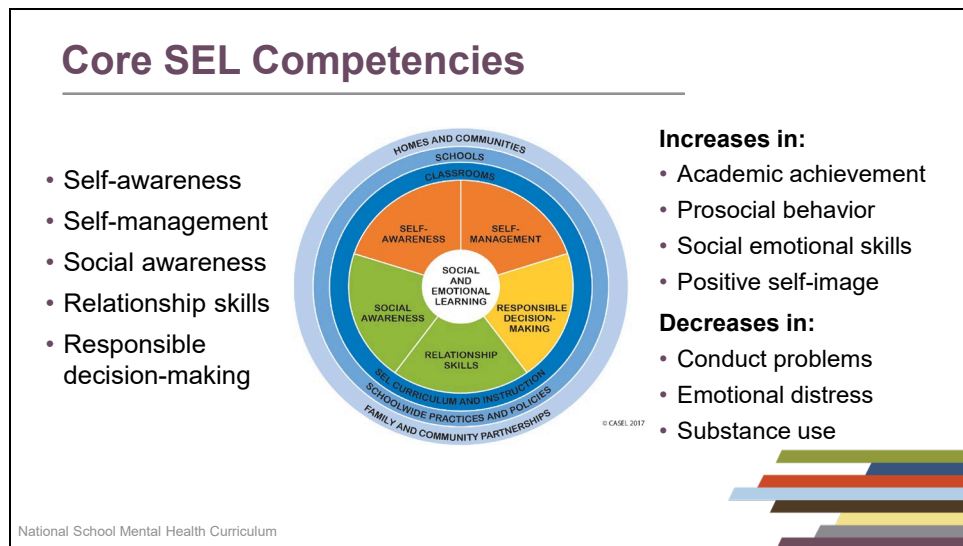 Core SEL Competencies
• Self-awareness
• Self-management
• Social awareness
• Relationship skills
• Responsible
decision-making
HOMES AND COMMUNITIES
SCHOOLS
CLASSROOMS
SELF-
AWARENESS
SELF-
MANAGEMENT
SOCIAL
AND
EMOTIONAL
LEARNING
SOCIAL
AWARENESS
RESPONSIBLE
DECISION-
MAKING
RELATIONSHIP
SKILLS
SEL CURRICULUM AND INSTRUCTION
SCHOOLWIDE PRACTICES AND POLICIES
FAMILY AND COMMUNITY PARTNERSHIPS
© CASEL 2017
Increases in:
• Academic achievement
• Prosocial behavior
• Social emotional skills
• Positive self-image
Decreases in:
• Conduct problems
• Emotional distress
• Substance use
National School Mental Health Curriculum